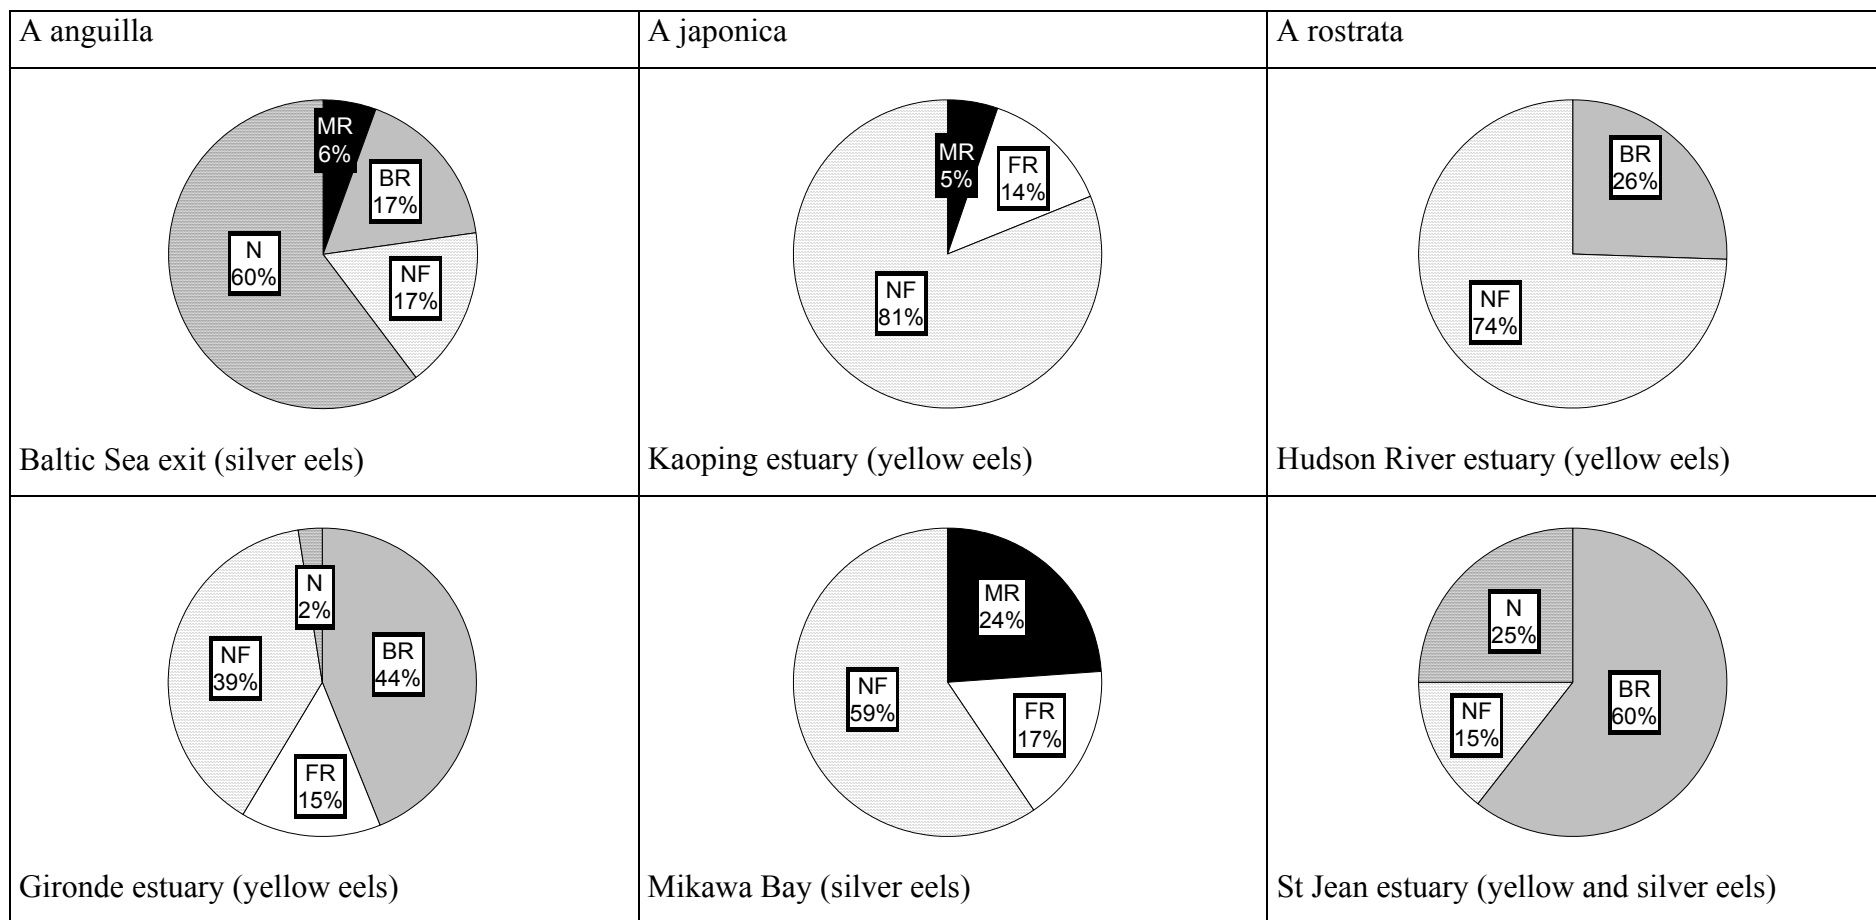 A anguilla
A japonica
A rostrata
MR
6%
BR
17%
NF
17%
N
60%
Baltic Sea exit (silver eels)
MR
5%
FR
14%
NF
81%
Kaoping estuary (yellow eels)
BR
26%
NF
74%
Hudson River estuary (yellow eels)
N
2%
BR
44%
NF
39%
FR
15%
Gironde estuary (yellow eels)
MR
24%
FR
17%
NF
59%
Mikawa Bay (silver eels)
N
25%
BR
60%
NF
15%
St Jean estuary (yellow and silver eels)